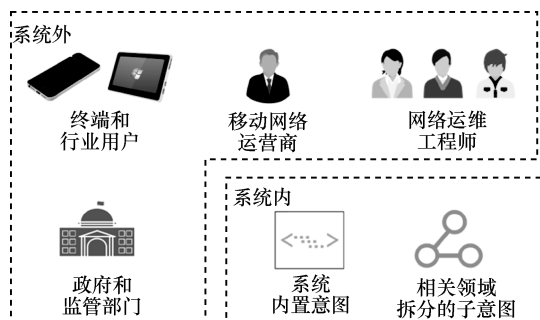 系统外
终端和
行业用户
移动网络
运营商
网络运维
工程师
政府和
监管部门
系统内
系统
内置意图
相关领域
拆分的子意图